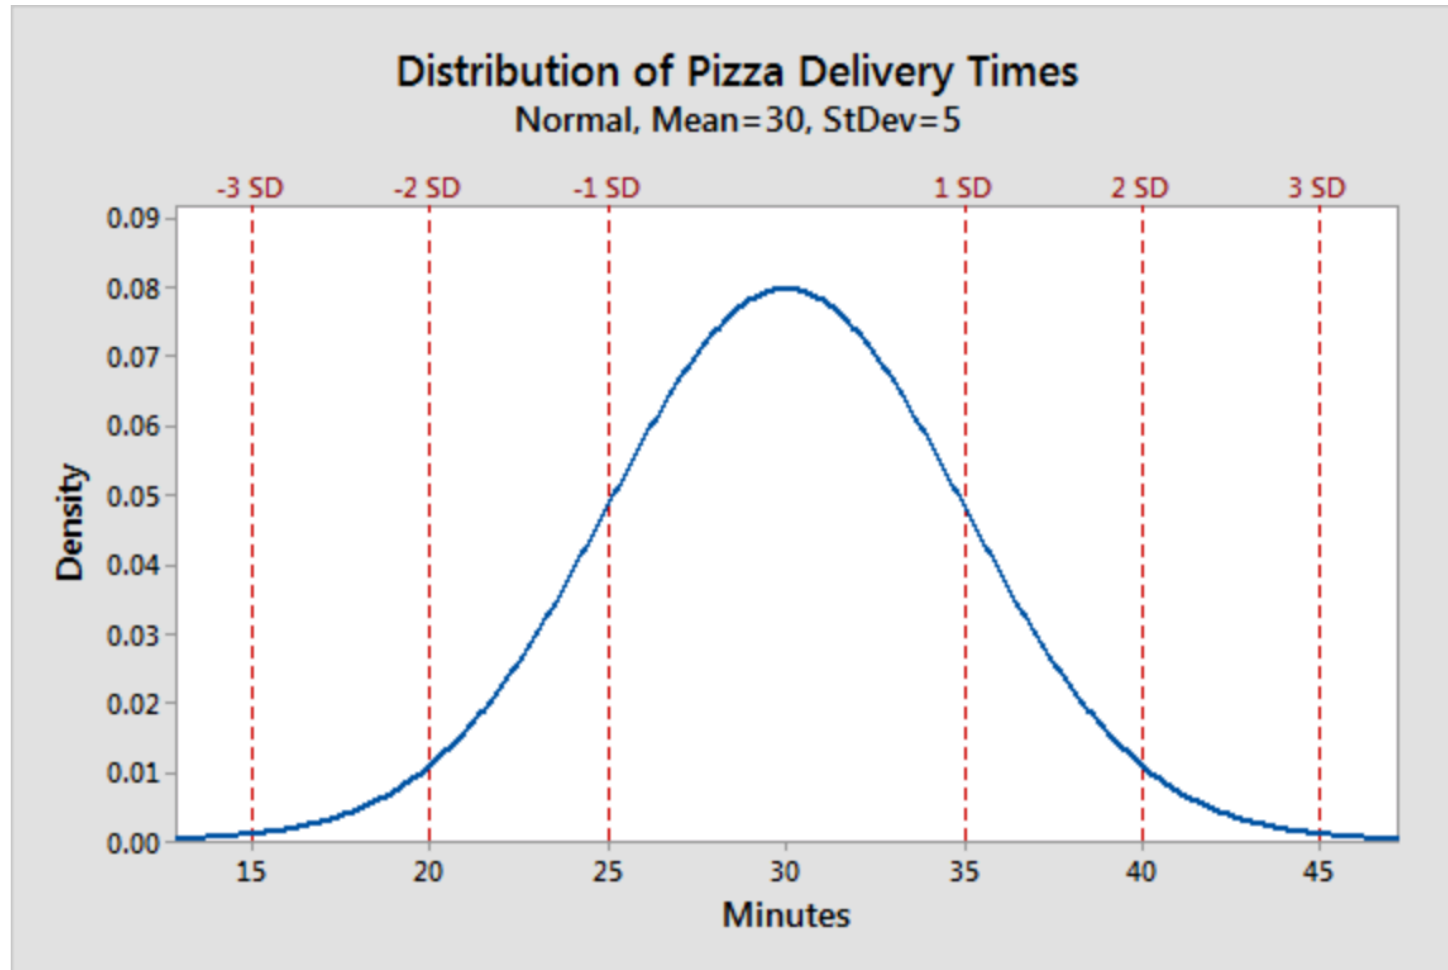 Distribution of Pizza Delivery Times
Normal, Mean=30, StDev=5
-3 SD -2 SD -1 SD 1 SD 2 SD 3 SD
0.09
0.08
0.07
0.06
0.05
0.04
0.03
0.02
0.01
0.00
Density
15 20 25 30 35 40 45
Minutes